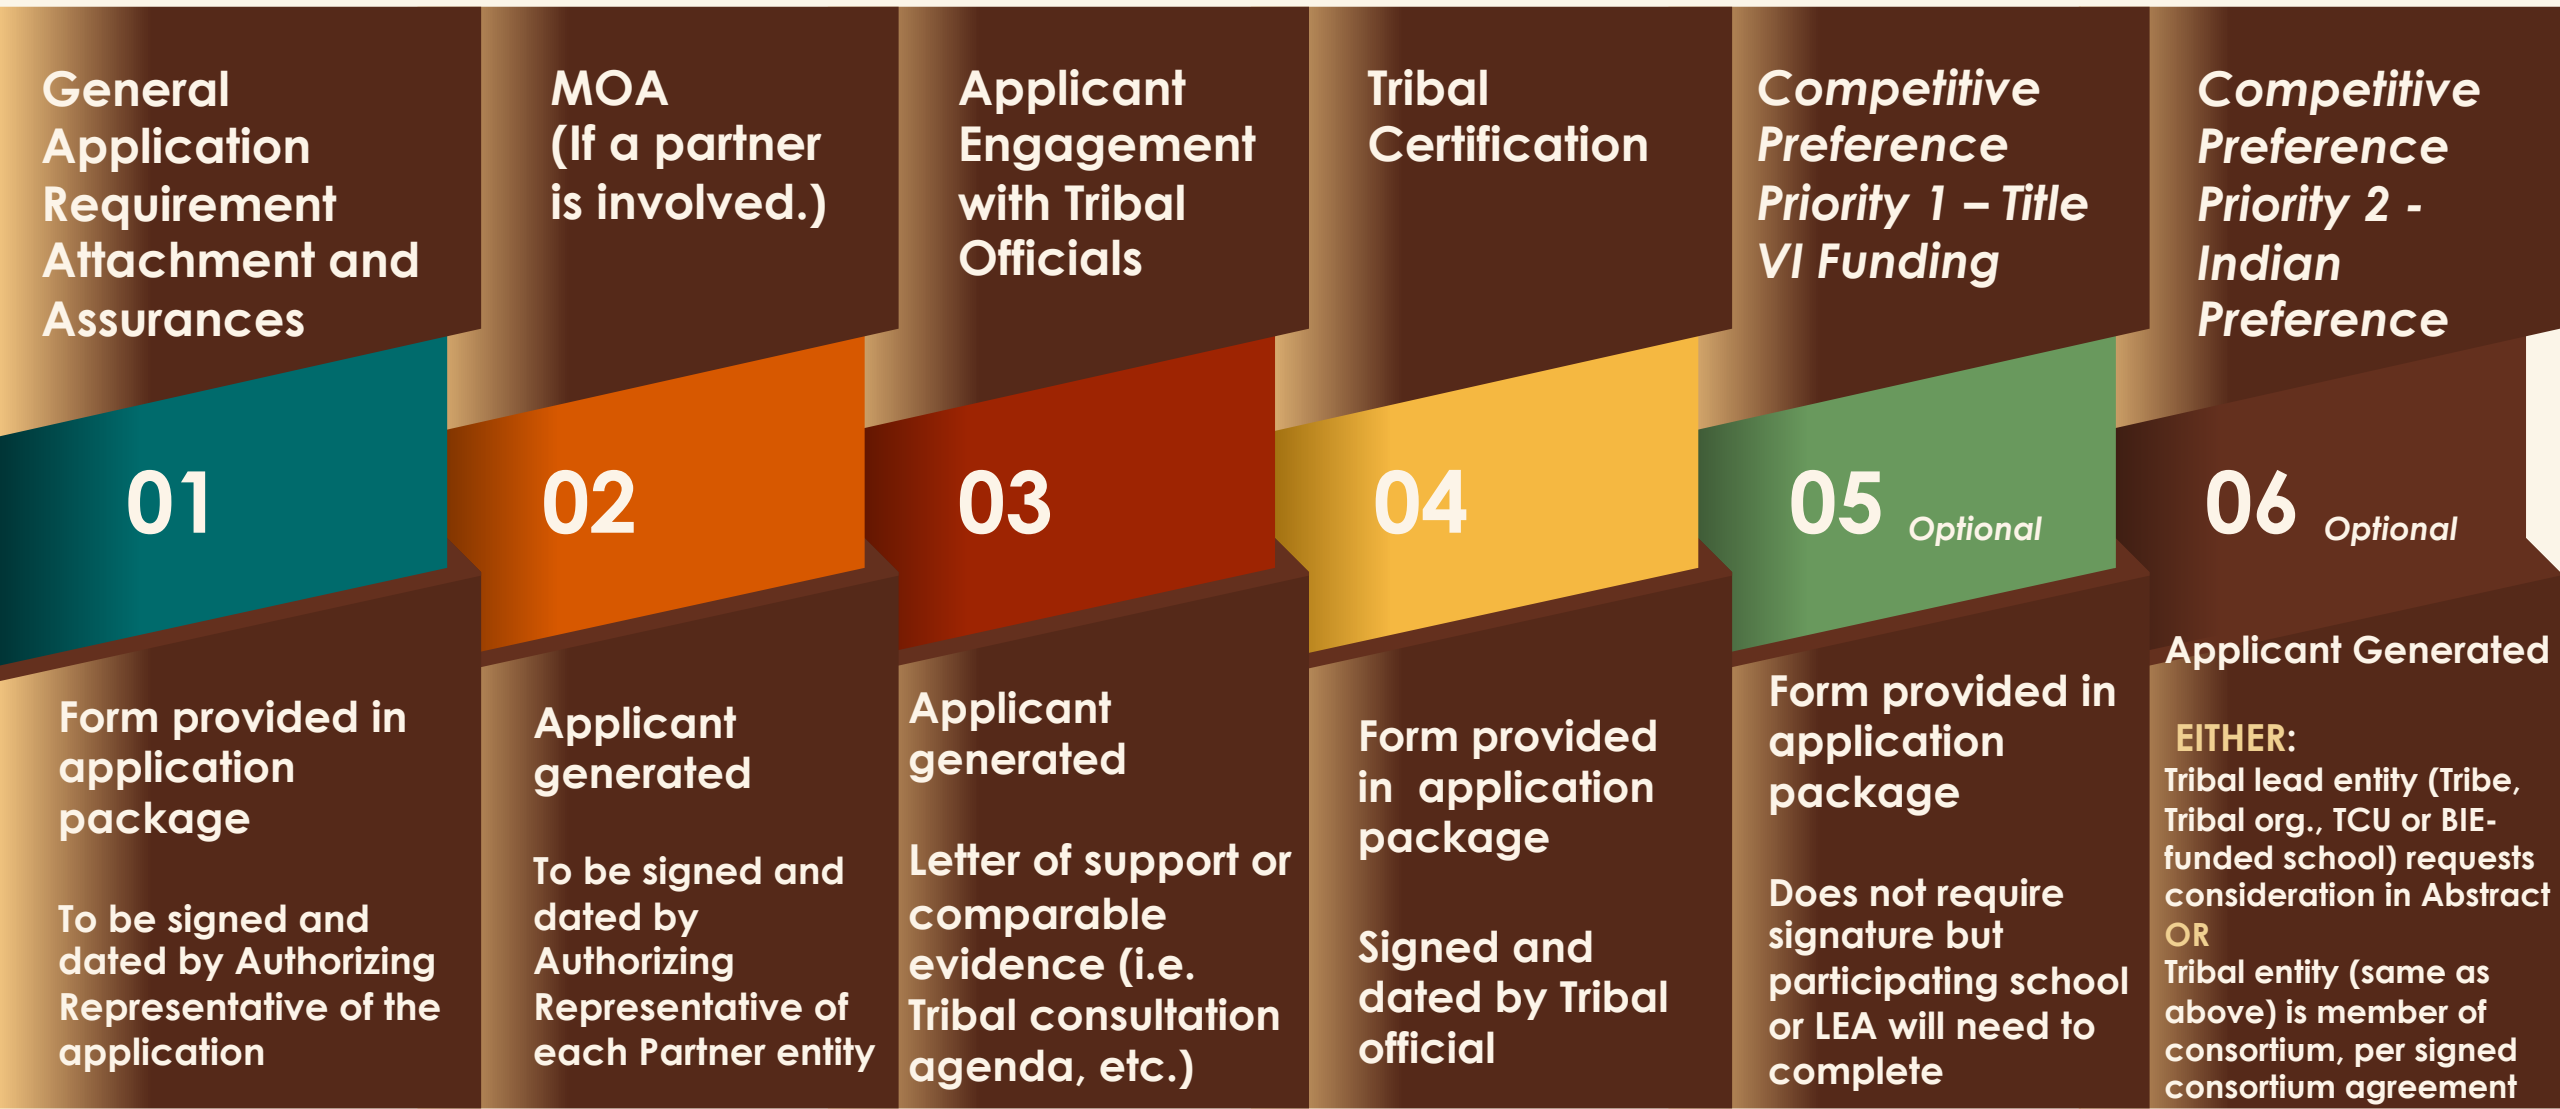 General
Application
Requirement
Attachment and
Assurances
01
Form provided in
application
package
To be signed and
dated by Authorizing
Representative of the
application
MOA
(If a partner
is involved.)
02
Applicant
generated
To be signed and
dated by
Authorizing
Representative of
each Partner entity
Applicant
Engagement
with Tribal
Officials
03
Applicant
generated
Letter of support or
comparable
evidence (i.e.
Tribal consultation
agenda, etc.)
Tribal
Certification
04
Form provided
in  application
package
Signed and
dated by Tribal
official
Competitive
Preference
Priority 1 – Title
VI Funding
05 Optional
Form provided in
application
package
Does not require
signature but
participating school
or LEA will need to
complete
Competitive
Preference
Priority 2 -
Indian
Preference
06 Optional
Applicant Generated
EITHER:
Tribal lead entity (Tribe,
Tribal org., TCU or BIE-
funded school) requests
consideration in Abstract
OR
Tribal entity (same as
above) is member of
consortium, per signed
consortium agreement